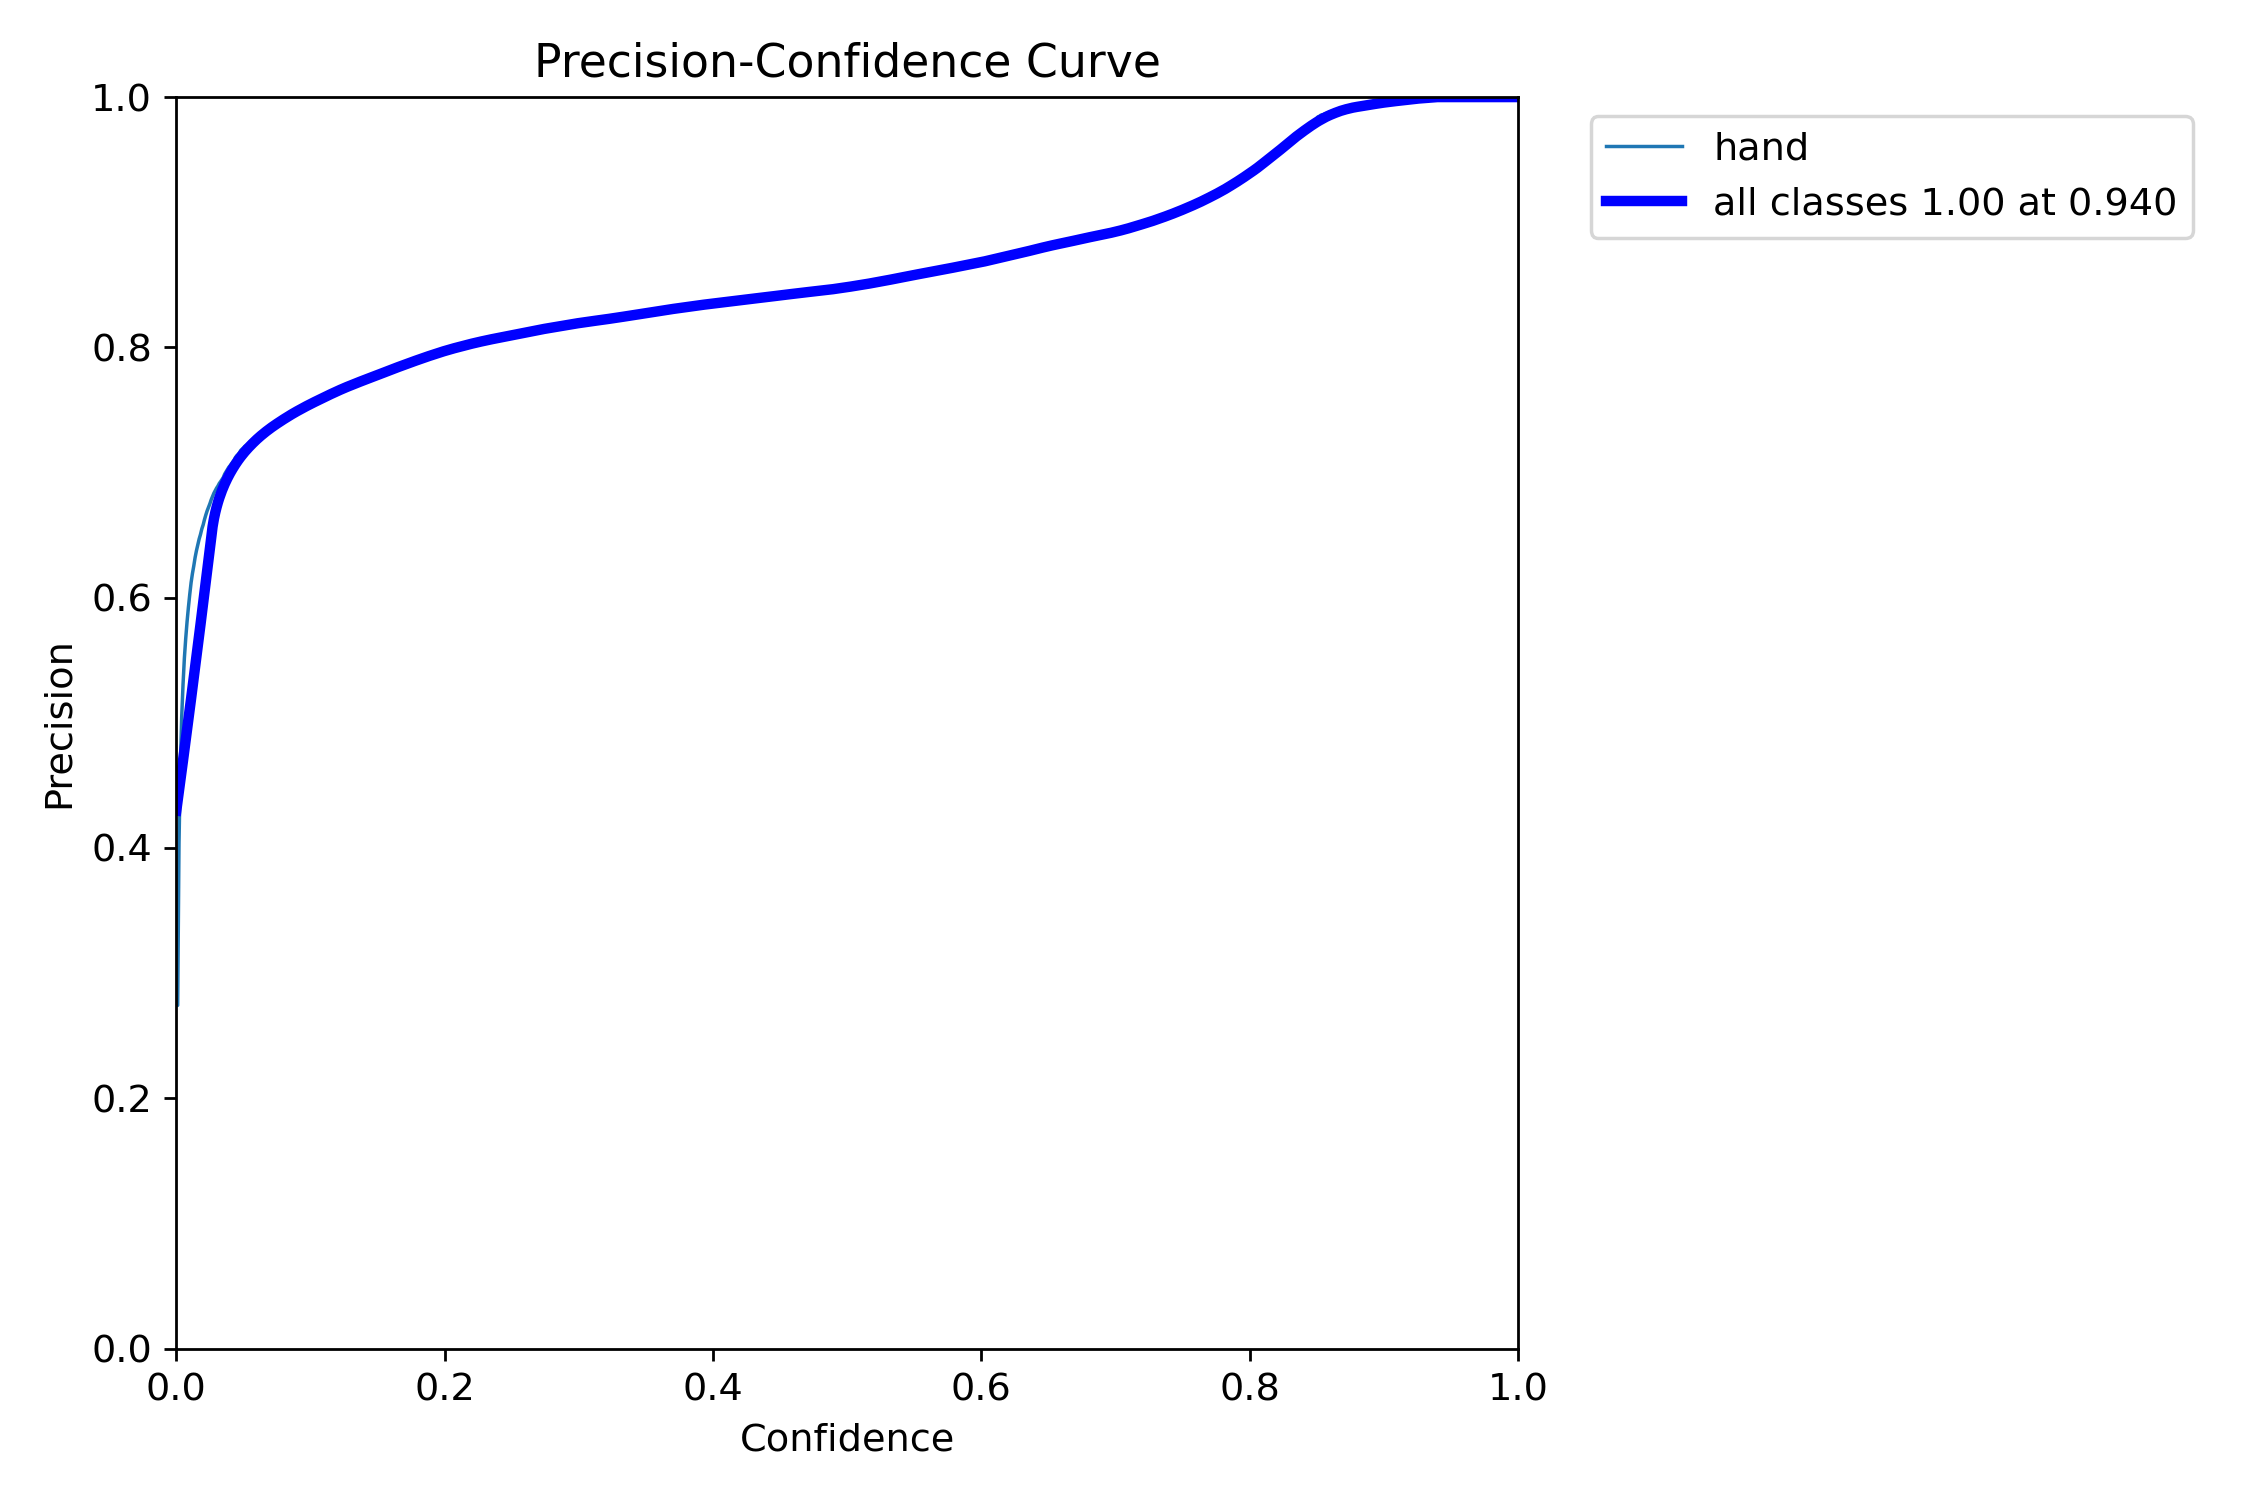 Precision-Confidence Curve
1.0
0.8
0.6
0.4
0.2
0.0
Precision
0.0 0.2 0.4 0.6 0.8 1.0
Confidence
hand
all classes 1.00 at 0.940